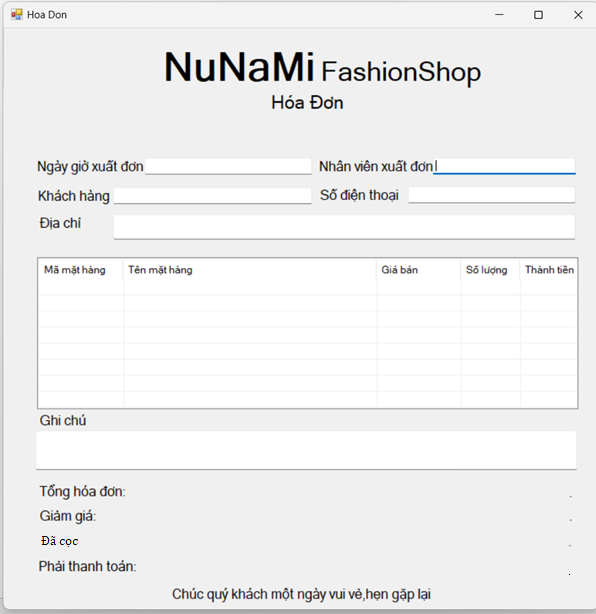 Hoa Don
NuNaMi FashionShop
Hóa Đơn
Ngày giờ xuất đơn Nhân viên xuất đơn
Khách hàng Số điện thoại
Địa chỉ
Mã mặt hàng Tên mặt hàng Giá bán Số lượng Thành tiền
Ghi chú
Tổng hóa đơn: .
Giảm giá: .
Đã cọc .
Phải thanh toán: .
Chúc quý khách một ngày vui vẻ,hẹn gặp lại